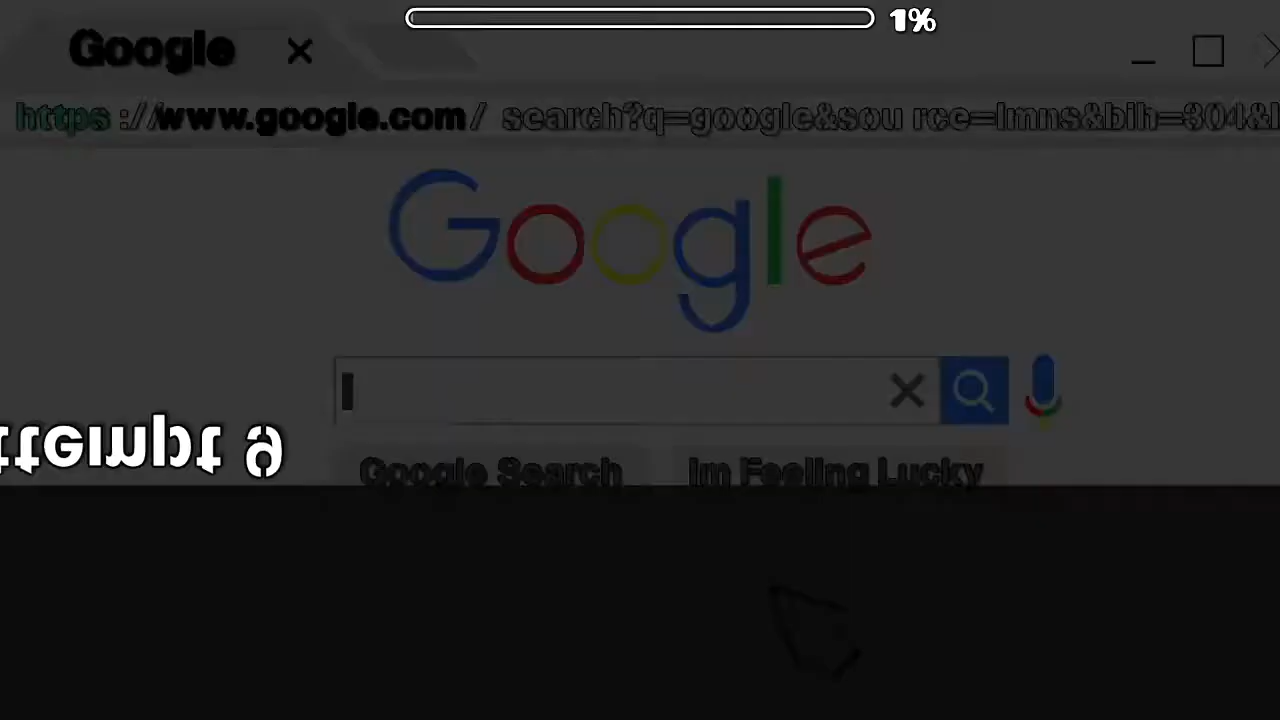 1%
Google
https ://www.google.com/ search?q=google&sou rce=lmns&bih=304&
Google
Google Search
Im Feeling Lucky